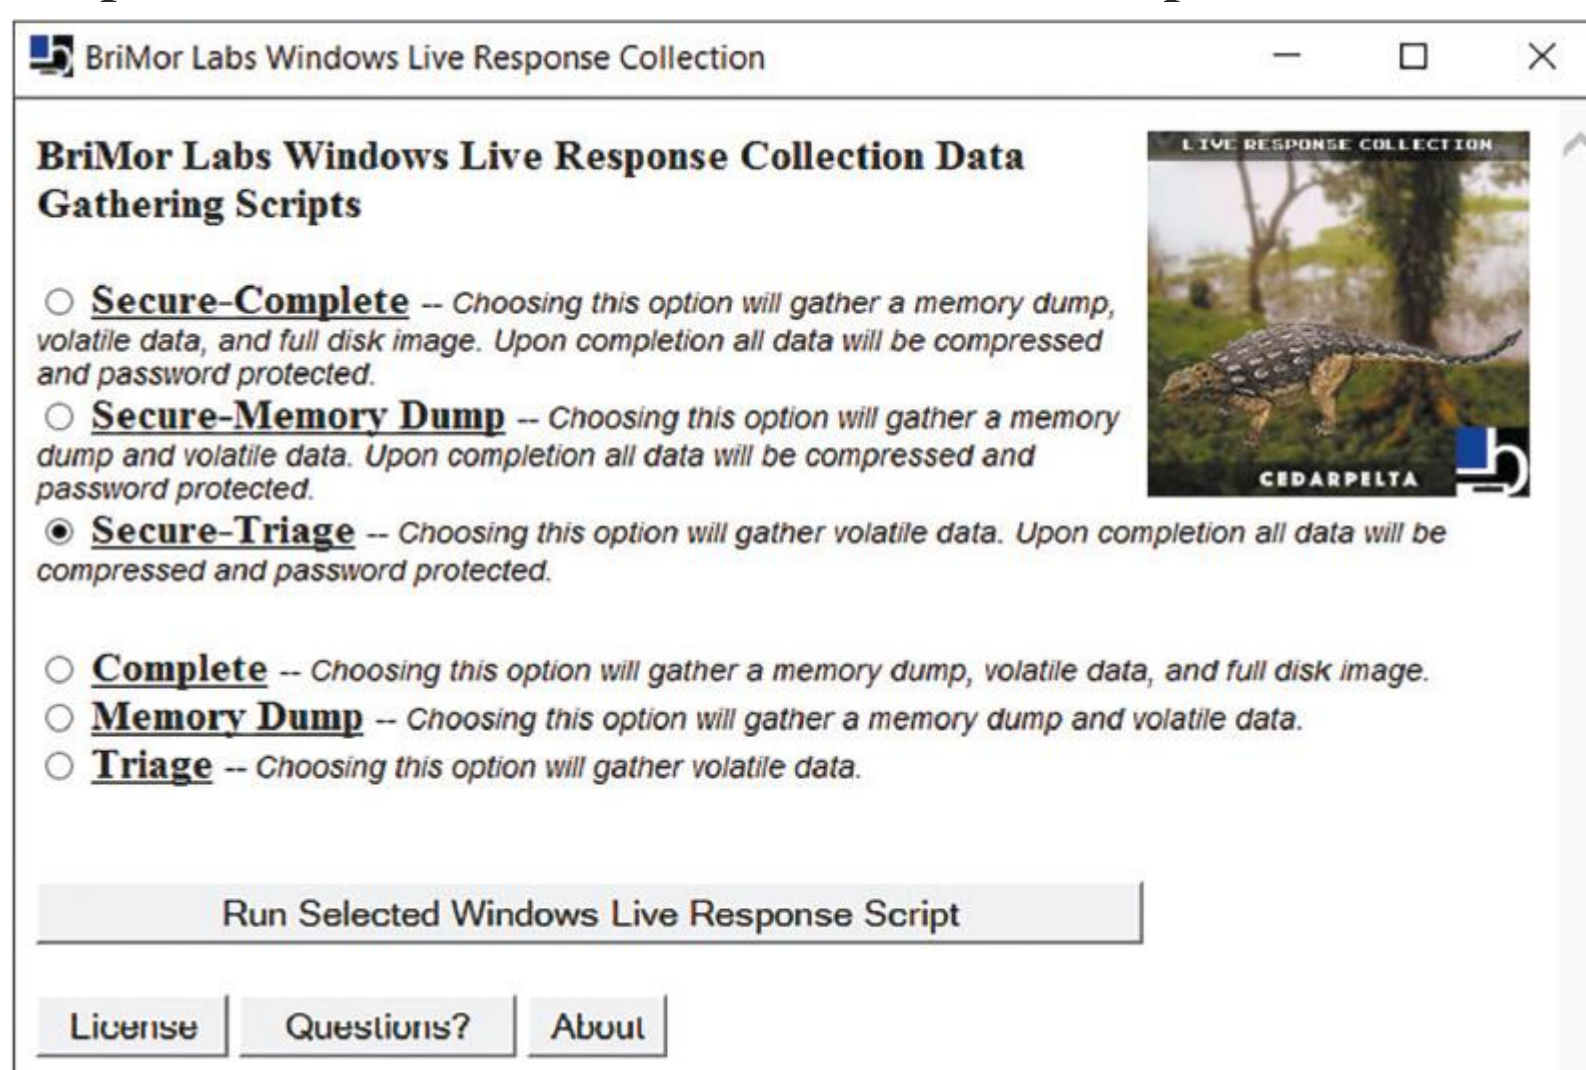 BriMor Labs Windows Live Response Collection
BriMor Labs Windows Live Response Collection Data
Gathering Scripts
LIVE RESPONSE COLLECTION
CEDARPELTA
Secure-Complete -- Choosing this option will gather a memory dump,
volatile data, and full disk image. Upon completion all data will be compressed
and password protected.
Secure-Memory Dump -- Choosing this option will gather a memory
dump and volatile data. Upon completion all data will be compressed and
password protected.
Secure-Triage -- Choosing this option will gather volatile data. Upon completion all data will be
compressed and password protected.
Complete -- Choosing this option will gather a memory dump, volatile data, and full disk image.
Memory Dump -- Choosing this option will gather a memory dump and volatile data.
Triage -- Choosing this option will gather volatile data.
Run Selected Windows Live Response Script
License
Questions?
About